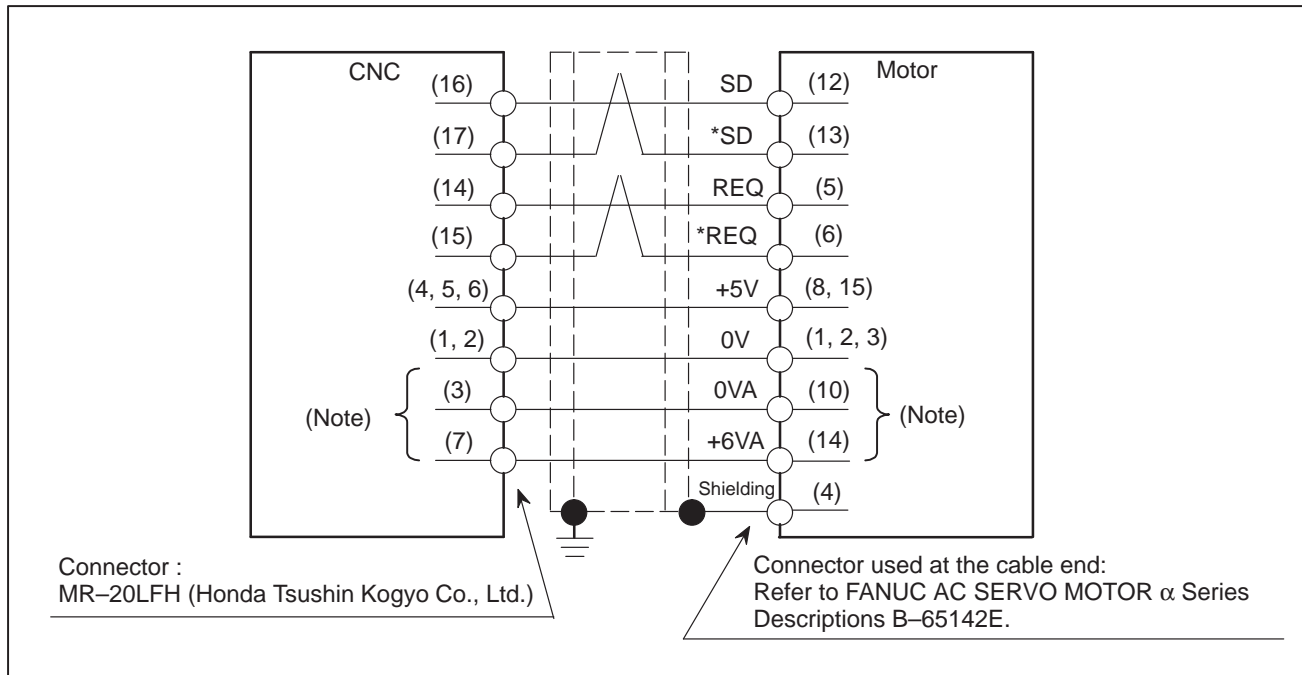 CNC Motor
(16) SD (12)
(17) *SD (13)
(14) REQ (5)
(15) *REQ (6)
(4, 5, 6) +5V (8, 15)
(1, 2) 0V (1, 2, 3)
(3) 0VA (10)
(Note) (Note)
(7) +6VA (14)
Shielding (4)
Connector :
MR–20LFH (Honda Tsushin Kogyo Co., Ltd.)
Connector used at the cable end:
Refer to FANUC AC SERVO MOTOR α Series
Descriptions B–65142E.